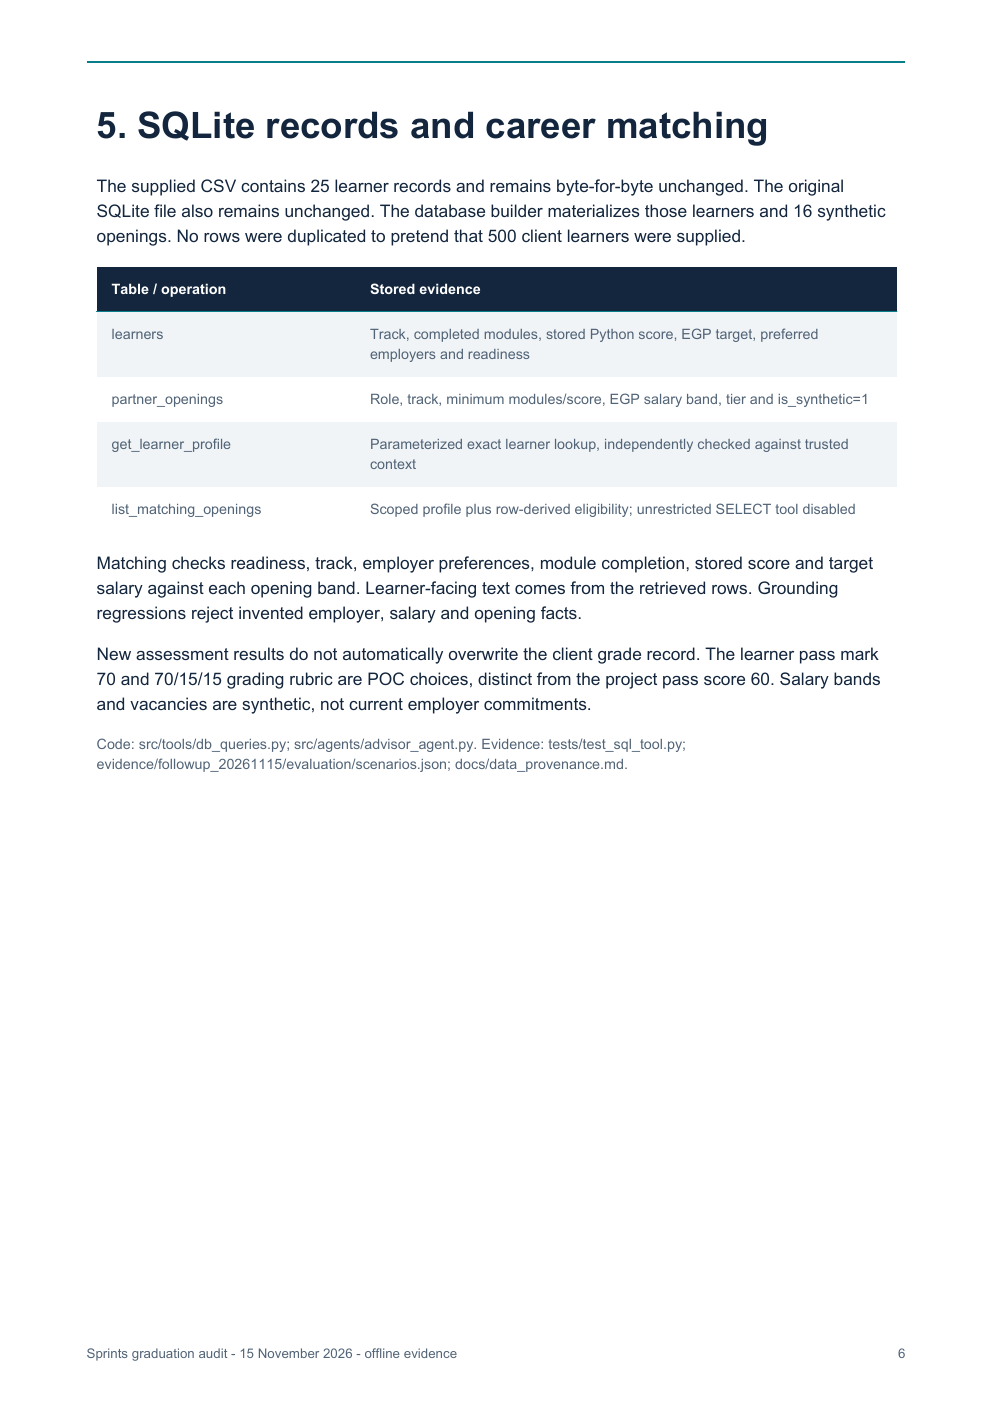 5. SQLite records and career matching
The supplied CSV contains 25 learner records and remains byte-for-byte unchanged. The original
SQLite file also remains unchanged. The database builder materializes those learners and 16 synthetic
openings. No rows were duplicated to pretend that 500 client learners were supplied.
Table / operation Stored evidence
learners Track, completed modules, stored Python score, EGP target, preferred
employers and readiness
partner_openings Role, track, minimum modules/score, EGP salary band, tier and is_synthetic=1
get_learner_profile Parameterized exact learner lookup, independently checked against trusted
context
list_matching_openings Scoped profile plus row-derived eligibility; unrestricted SELECT tool disabled
Matching checks readiness, track, employer preferences, module completion, stored score and target
salary against each opening band. Learner-facing text comes from the retrieved rows. Grounding
regressions reject invented employer, salary and opening facts.
New assessment results do not automatically overwrite the client grade record. The learner pass mark
70 and 70/15/15 grading rubric are POC choices, distinct from the project pass score 60. Salary bands
and vacancies are synthetic, not current employer commitments.
Code: src/tools/db_queries.py; src/agents/advisor_agent.py. Evidence: tests/test_sql_tool.py;
evidence/followup_20261115/evaluation/scenarios.json; docs/data_provenance.md.
Sprints graduation audit - 15 November 2026 - offline evidence 6